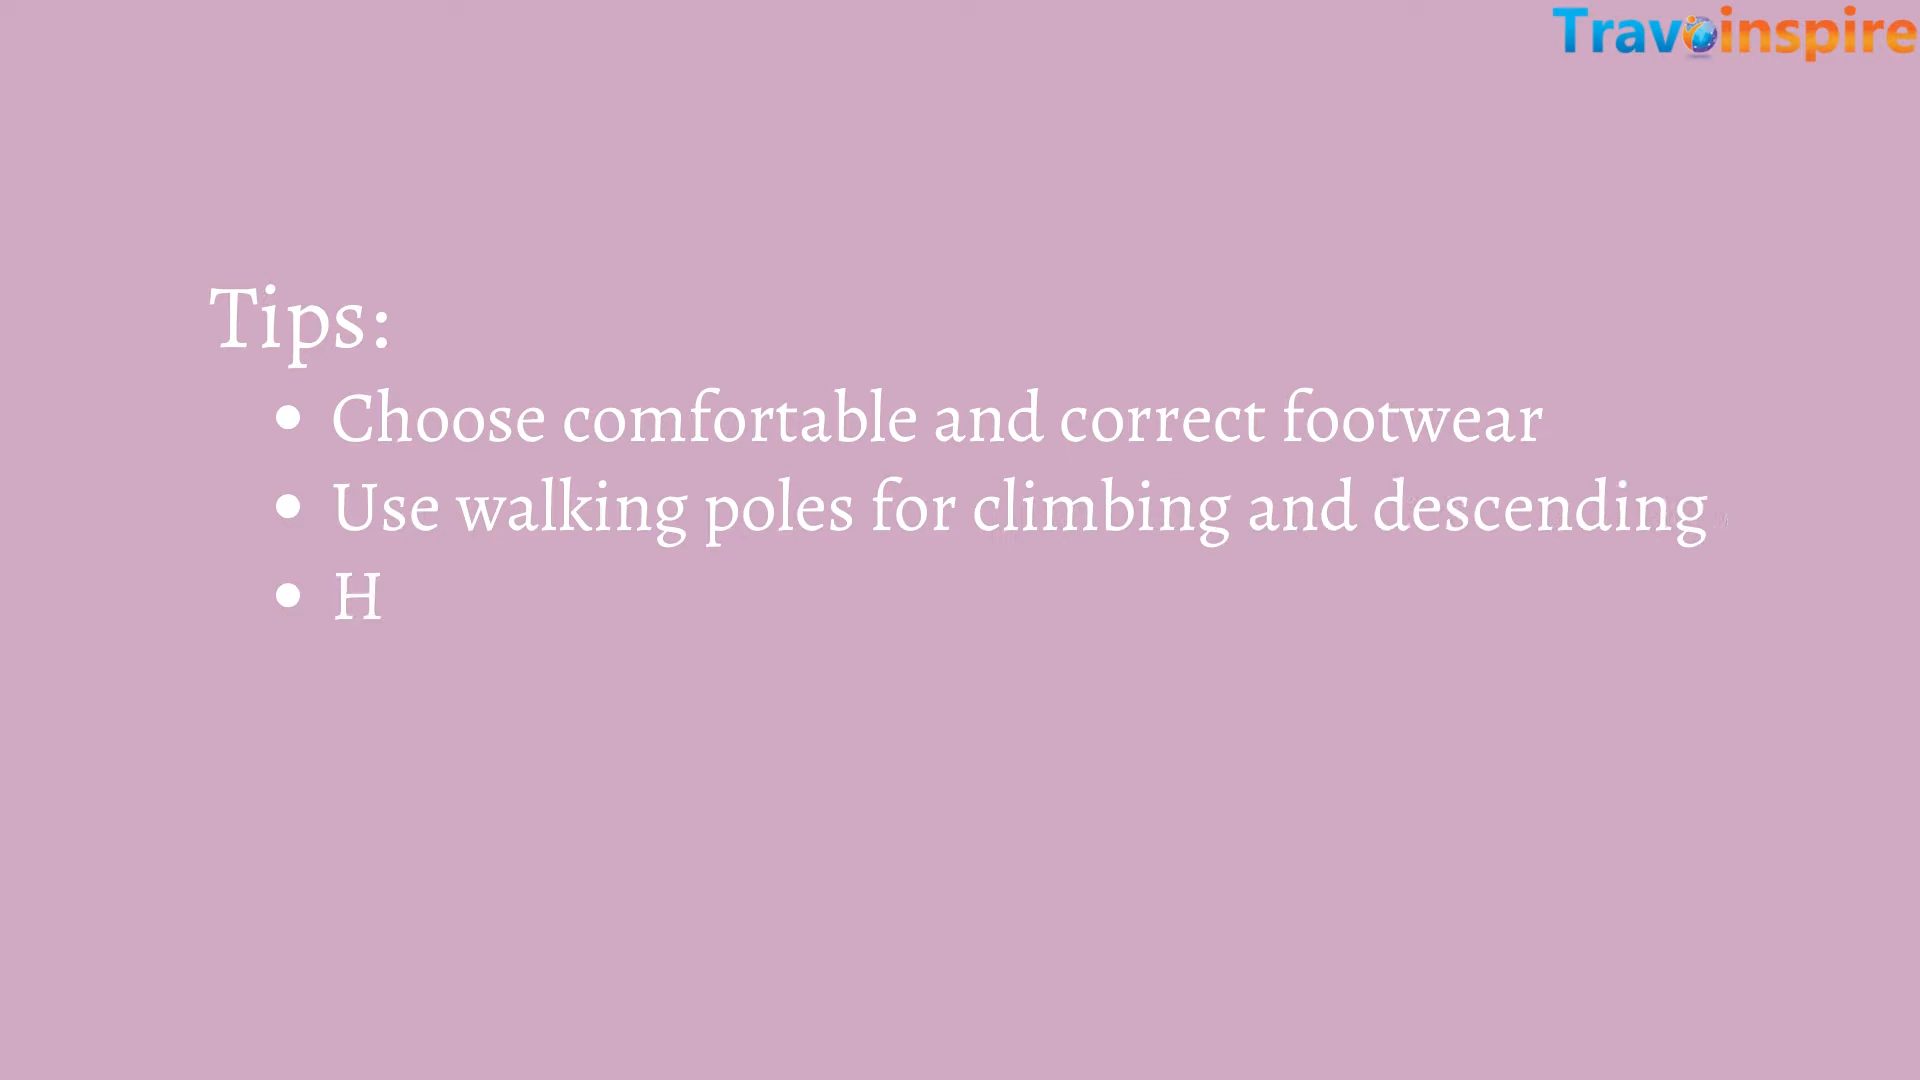 Travoinspire
Tips:
• Choose comfortable and correct footwear
• Use walking poles for climbing and descending
• H